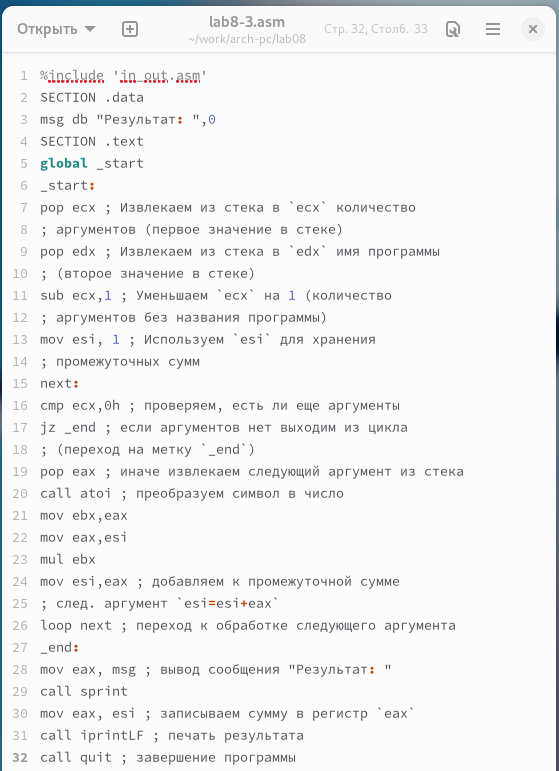 Открыть
lab8-3.asm
~/work/arch-pc/lab08
Стр. 32, Столб. 33
1 %include 'in_out.asm'
2 SECTION .data
3 msg db "Результат: ",0
4 SECTION .text
5 global _start
6 _start:
7 pop ecx ; Извлекаем из стека в `ecx` количество
8 ; аргументов (первое значение в стеке)
9 pop edx ; Извлекаем из стека в `edx` имя программы
10 ; (второе значение в стеке)
11 sub ecx,1 ; Уменьшаем `ecx` на 1 (количество
12 ; аргументов без названия программы)
13 mov esi, 1 ; Используем `esi` для хранения
14 ; промежуточных сумм
15 next:
16 cmp ecx,0h ; проверяем, есть ли еще аргументы
17 jz _end ; если аргументов нет выходим из цикла
18 ; (переход на метку `_end`)
19 pop eax ; иначе извлекаем следующий аргумент из стека
20 call atoi ; преобразуем символ в число
21 mov ebx,eax
22 mov eax,esi
23 mul ebx
24 mov esi,eax ; добавляем к промежуточной сумме
25 ; след. аргумент `esi=esi+eax`
26 loop next ; переход к обработке следующего аргумента
27 _end:
28 mov eax, msg ; вывод сообщения "Результат: "
29 call sprint
30 mov eax, esi ; записываем сумму в регистр `eax`
31 call iprintLF ; печать результата
32 call quit ; завершение программы